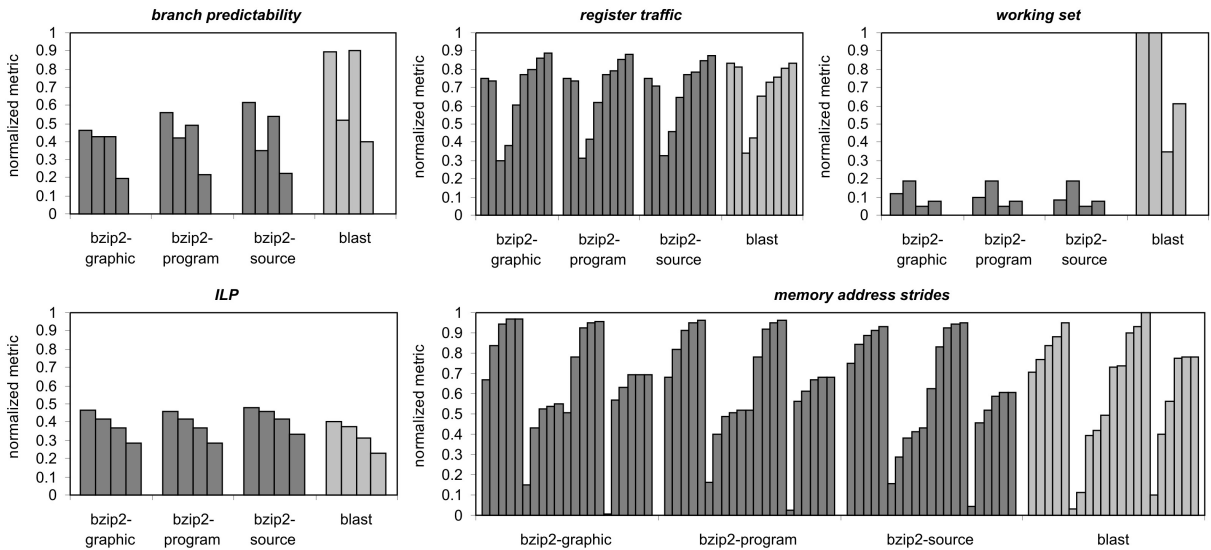 branch predictability
normalized metric
1
0.9
0.8
0.7
0.6
0.5
0.4
0.3
0.2
0.1
0
bzip2-
graphic
bzip2-
program
bzip2-
source
blast
register traffic
normalized metric
1
0.9
0.8
0.7
0.6
0.5
0.4
0.3
0.2
0.1
0
bzip2-
graphic
bzip2-
program
bzip2-
source
blast
working set
normalized metric
1
0.9
0.8
0.7
0.6
0.5
0.4
0.3
0.2
0.1
0
bzip2-
graphic
bzip2-
program
bzip2-
source
blast
ILP
normalized metric
1
0.9
0.8
0.7
0.6
0.5
0.4
0.3
0.2
0.1
0
bzip2-
graphic
bzip2-
program
bzip2-
source
blast
memory address strides
normalized metric
1
0.9
0.8
0.7
0.6
0.5
0.4
0.3
0.2
0.1
0
bzip2-graphic
bzip2-program
bzip2-source
blast